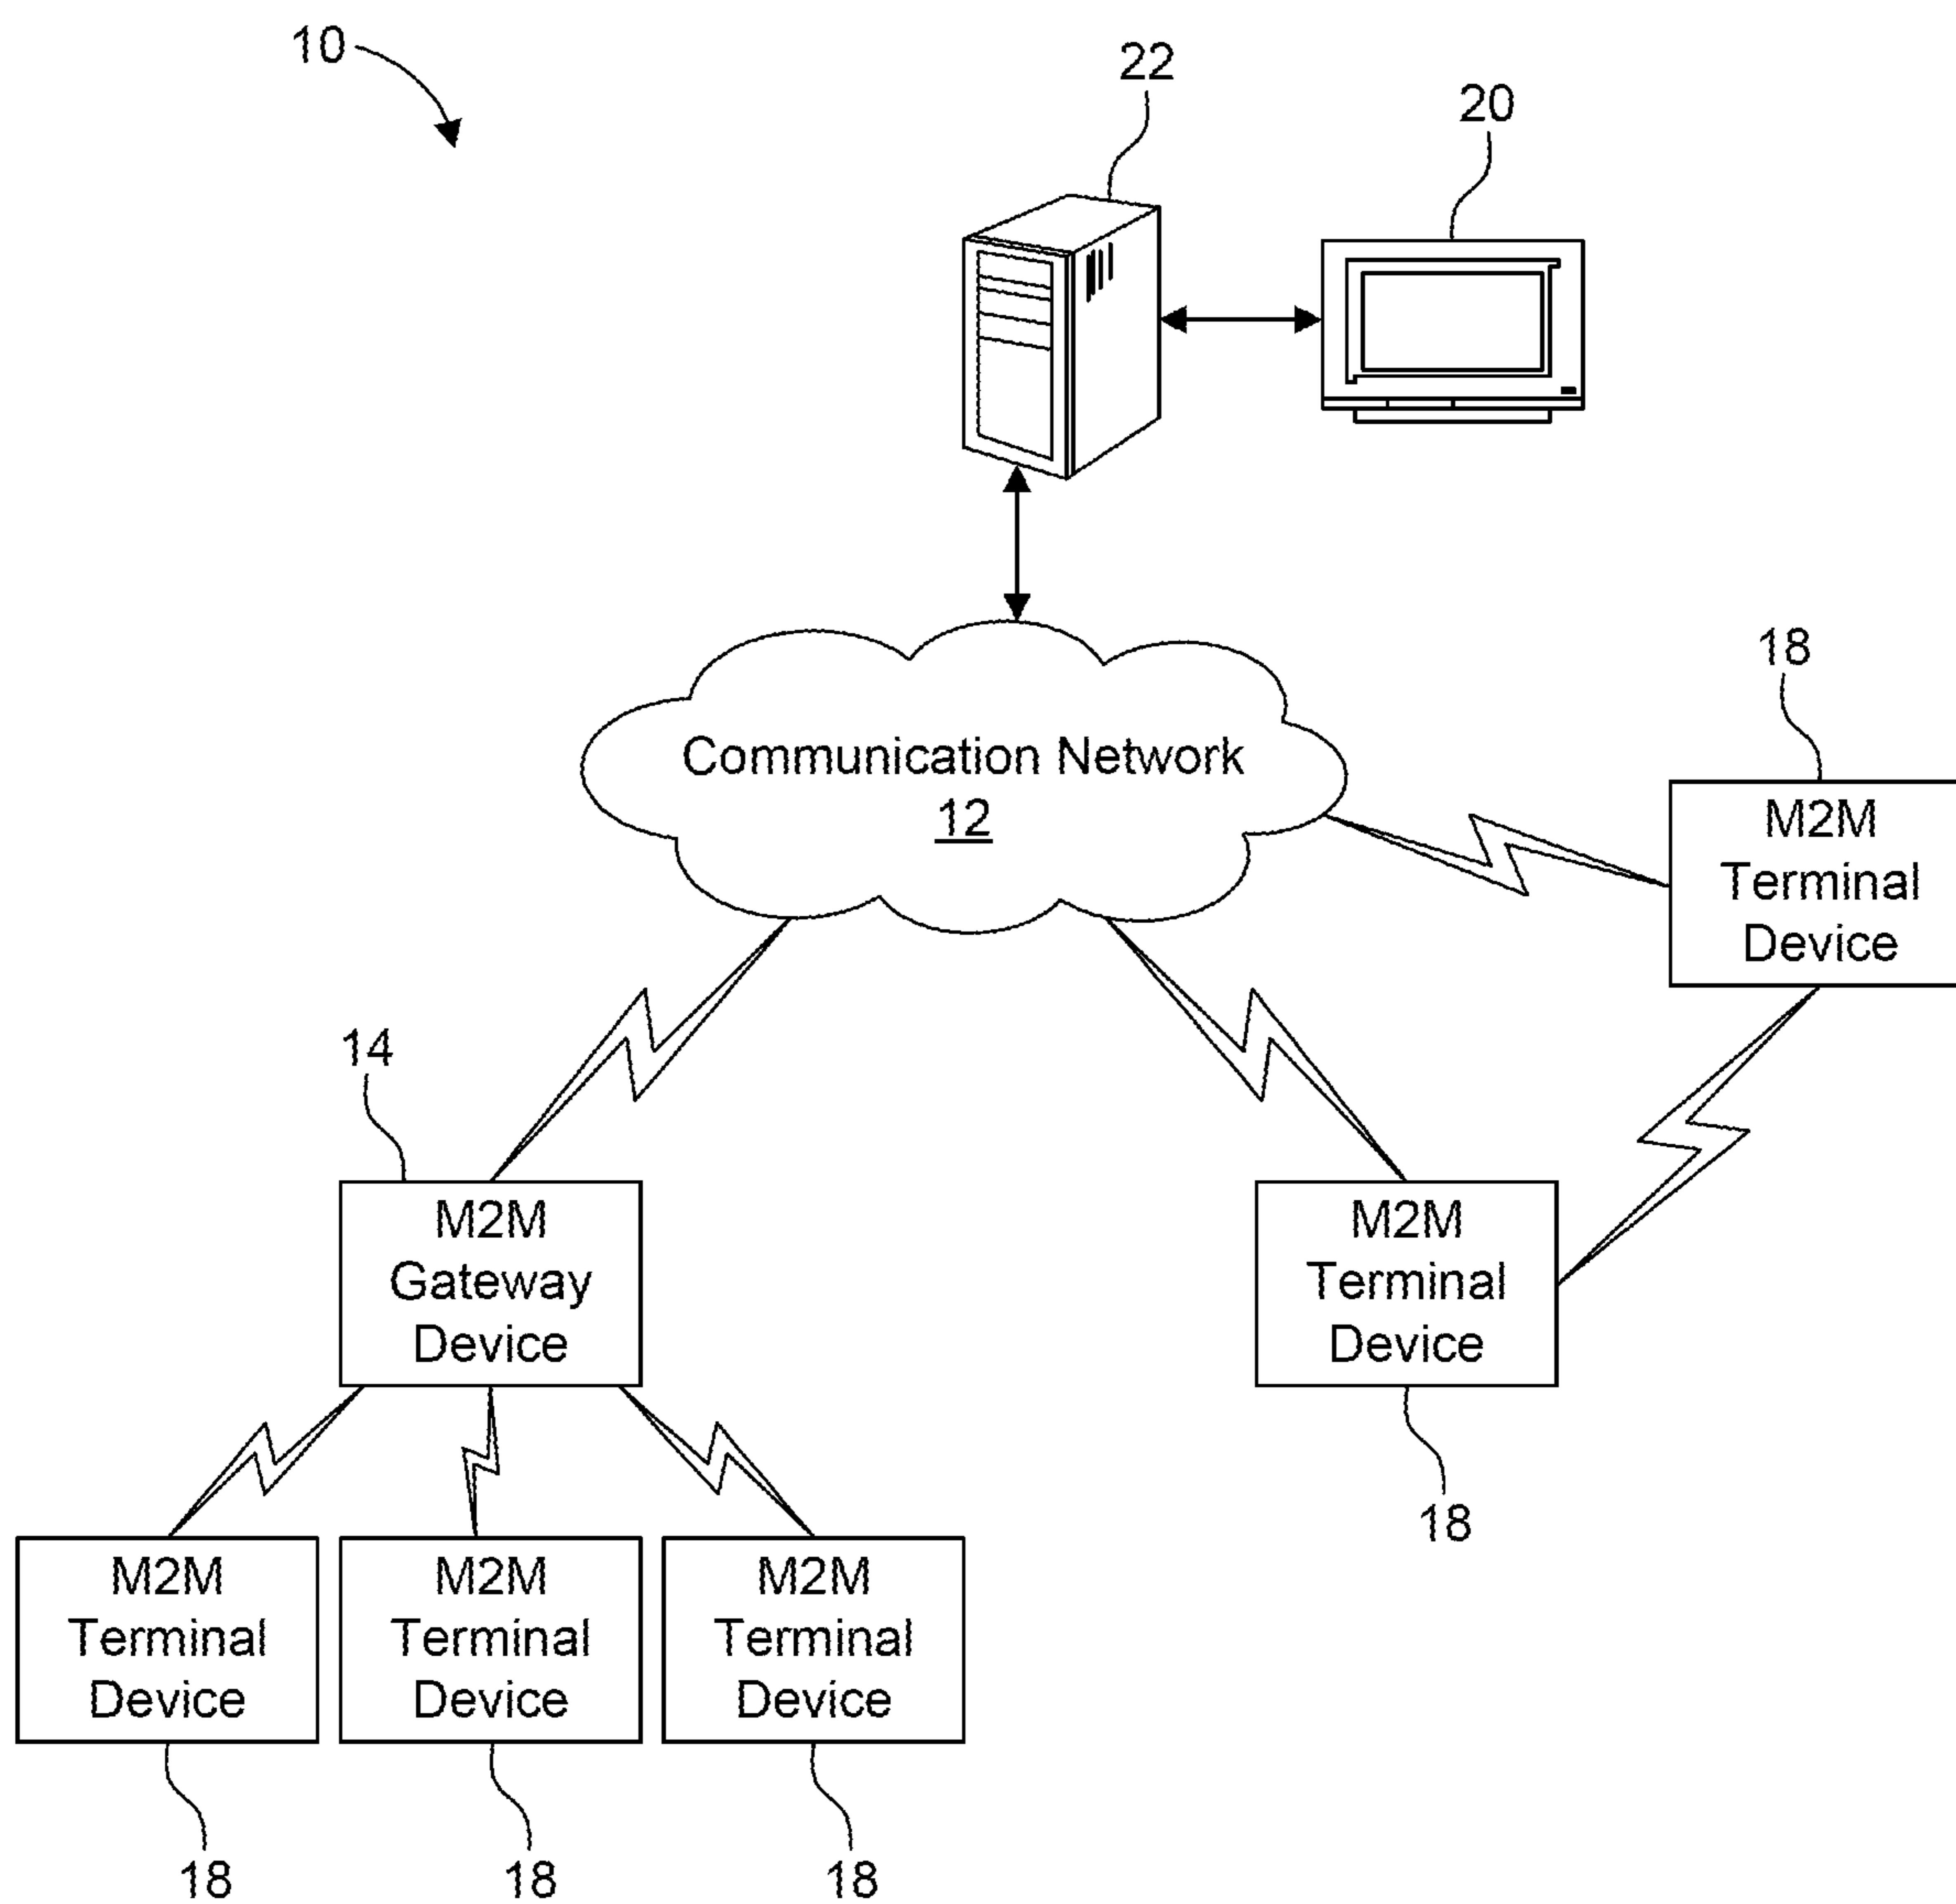 10
22
20
Communication Network
12
18
M2M
Terminal
Device
14
M2M
Gateway
Device
M2M
Terminal
Device
18
M2M
Terminal
Device
M2M
Terminal
Device
M2M
Terminal
Device
18
18
18